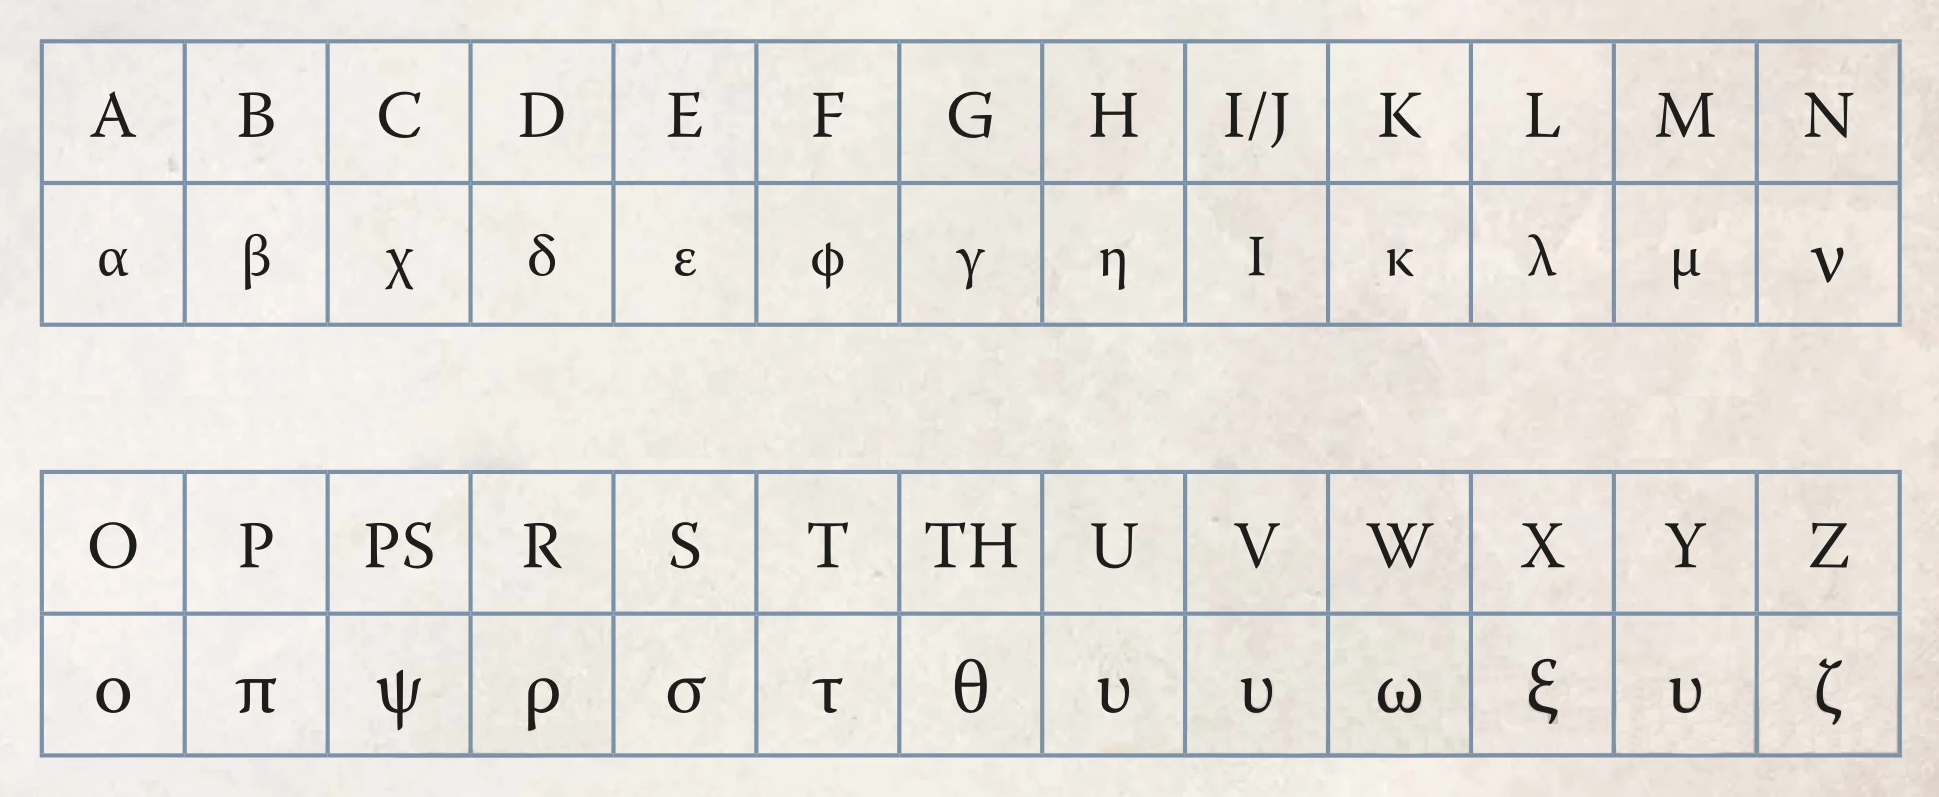 A B C D E F G H I/J K L M N
α β χ δ ε φ γ η I κ λ μ ν
O P PS R S T TH U V W X Y Z
ο π ψ ρ σ τ θ υ υ ω ξ υ ζ